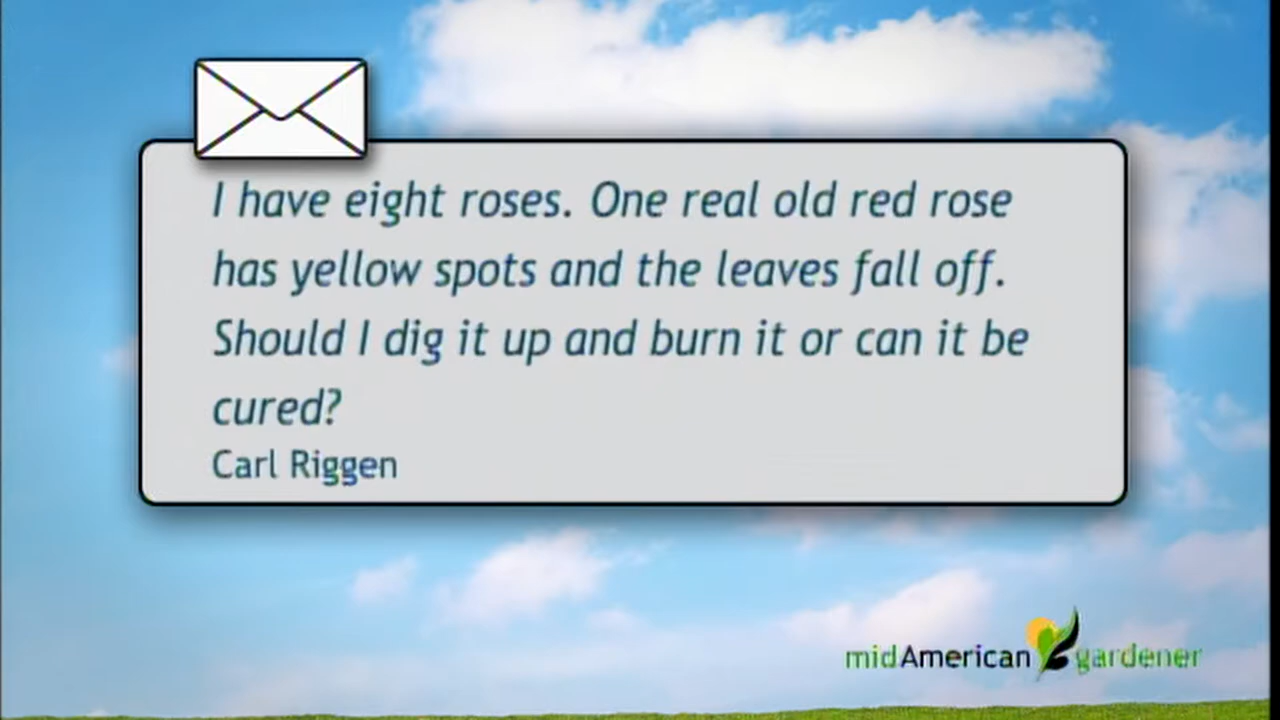 I have eight roses. One real old red rose
has yellow spots and the leaves fall off.
Should I dig it up and burn it or can it be
cured?
Carl Riggen
midAmerican gardener